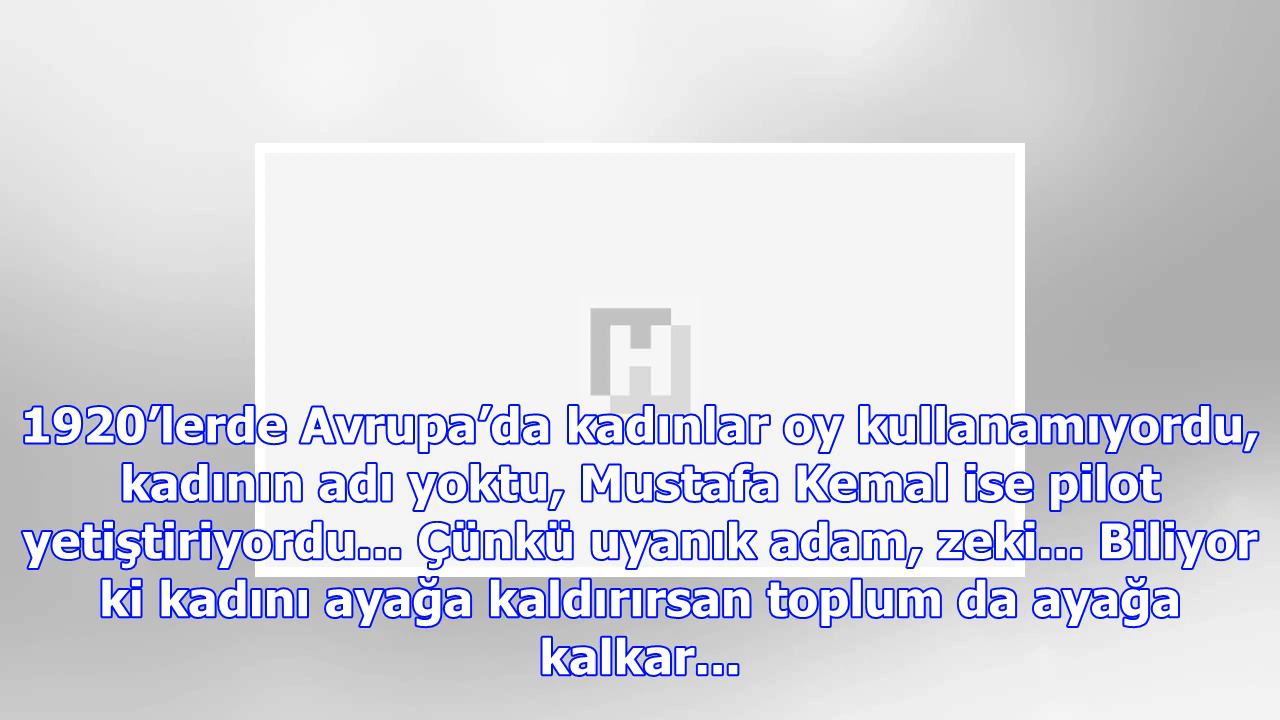 H
1920’lerde Avrupa’da kadınlar oy kullanamıyordu,
kadının adı yoktu, Mustafa Kemal ise pilot
yetiştiriyordu... Çünkü uyanık adam, zeki... Biliyor
ki kadını ayağa kaldırırsan toplum da ayağa
kalkar...